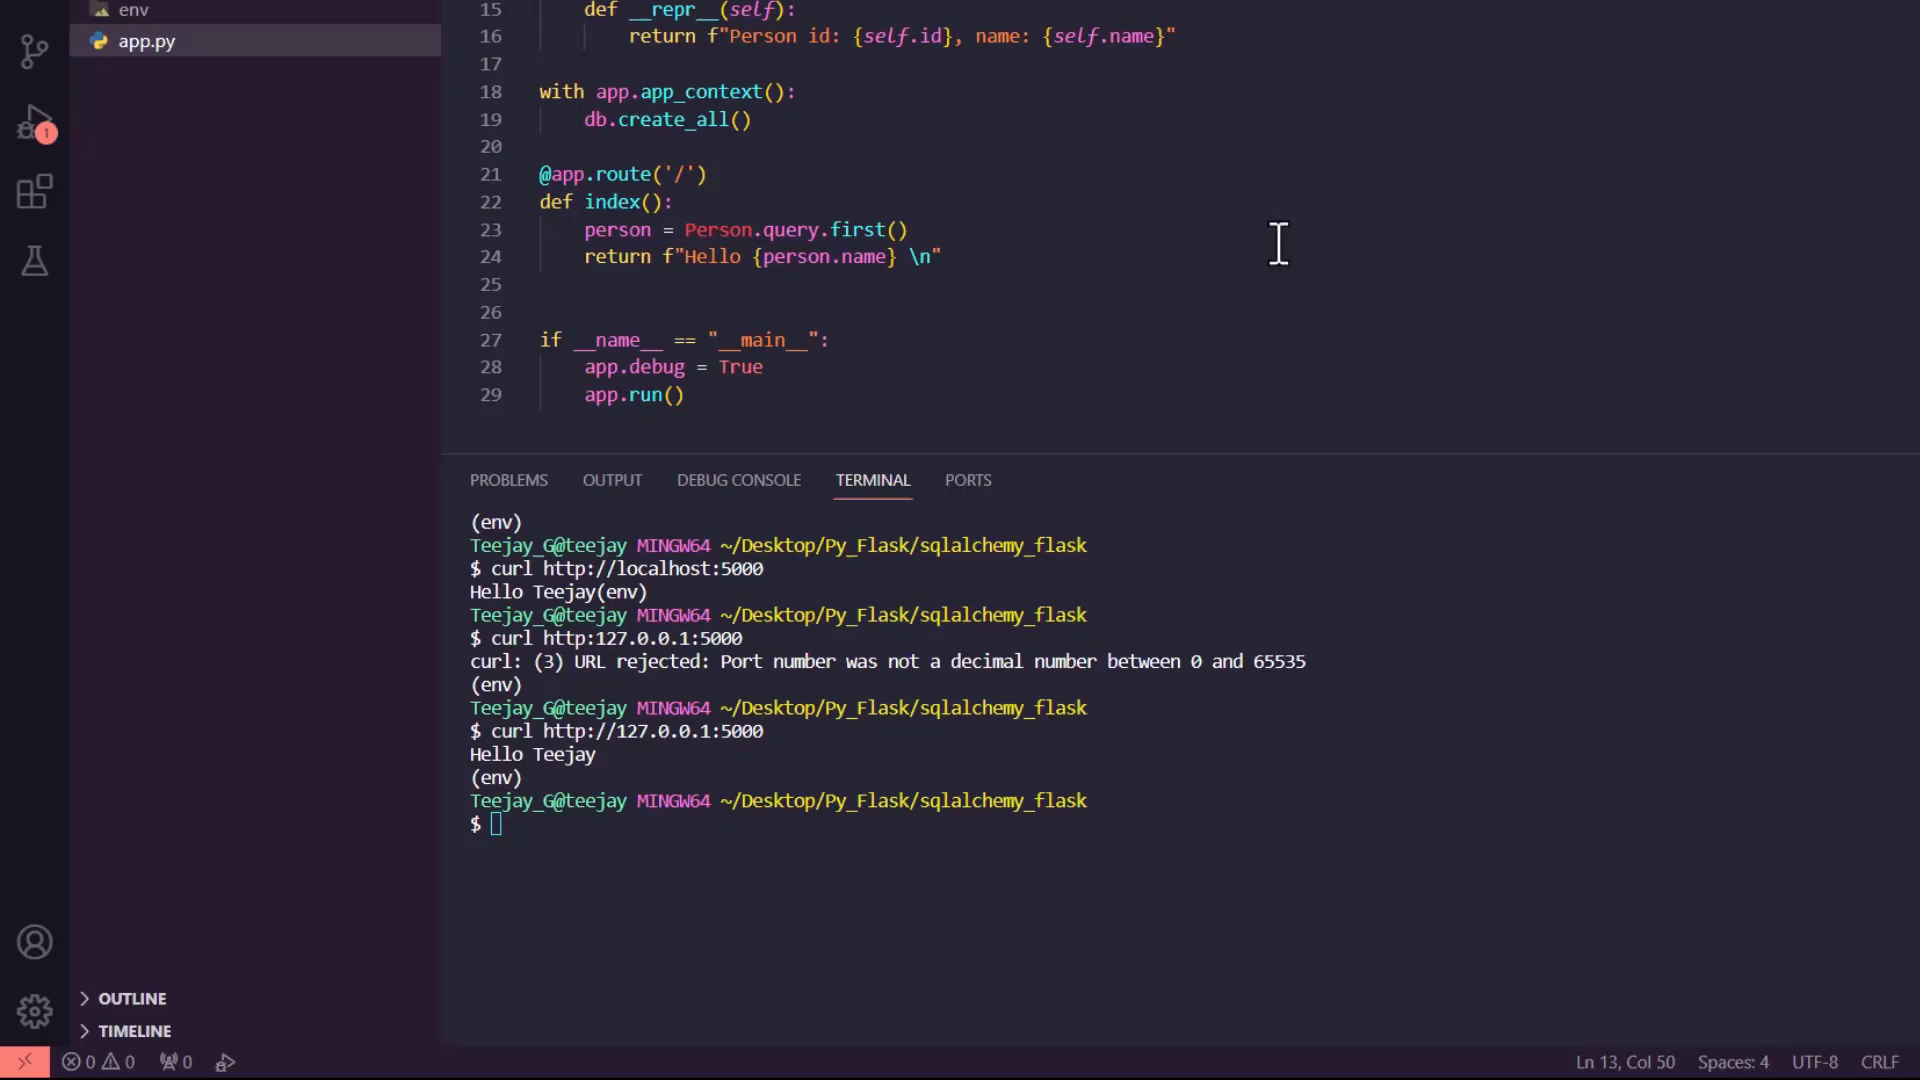 env
app.py
1
15 def __repr__(self):
16 return f"Person id: {self.id}, name: {self.name}"
17
18 with app.app_context():
19 db.create_all()
20
21 @app.route('/')
22 def index():
23 person = Person.query.first()
24 return f"Hello {person.name} \n"
25
26
27 if __name__ == "__main__":
28 app.debug = True
29 app.run()
PROBLEMS OUTPUT DEBUG CONSOLE TERMINAL PORTS
(env)
Teejay_G@teejay MINGW64 ~/Desktop/Py_Flask/sqlalchemy_flask
$ curl http://localhost:5000
Hello Teejay(env)
Teejay_G@teejay MINGW64 ~/Desktop/Py_Flask/sqlalchemy_flask
$ curl http:127.0.0.1:5000
curl: (3) URL rejected: Port number was not a decimal number between 0 and 65535
(env)
Teejay_G@teejay MINGW64 ~/Desktop/Py_Flask/sqlalchemy_flask
$ curl http://127.0.0.1:5000
Hello Teejay
(env)
Teejay_G@teejay MINGW64 ~/Desktop/Py_Flask/sqlalchemy_flask
$
OUTLINE
TIMELINE
0 0 0 Ln 13, Col 50 Spaces: 4 UTF-8 CRLF